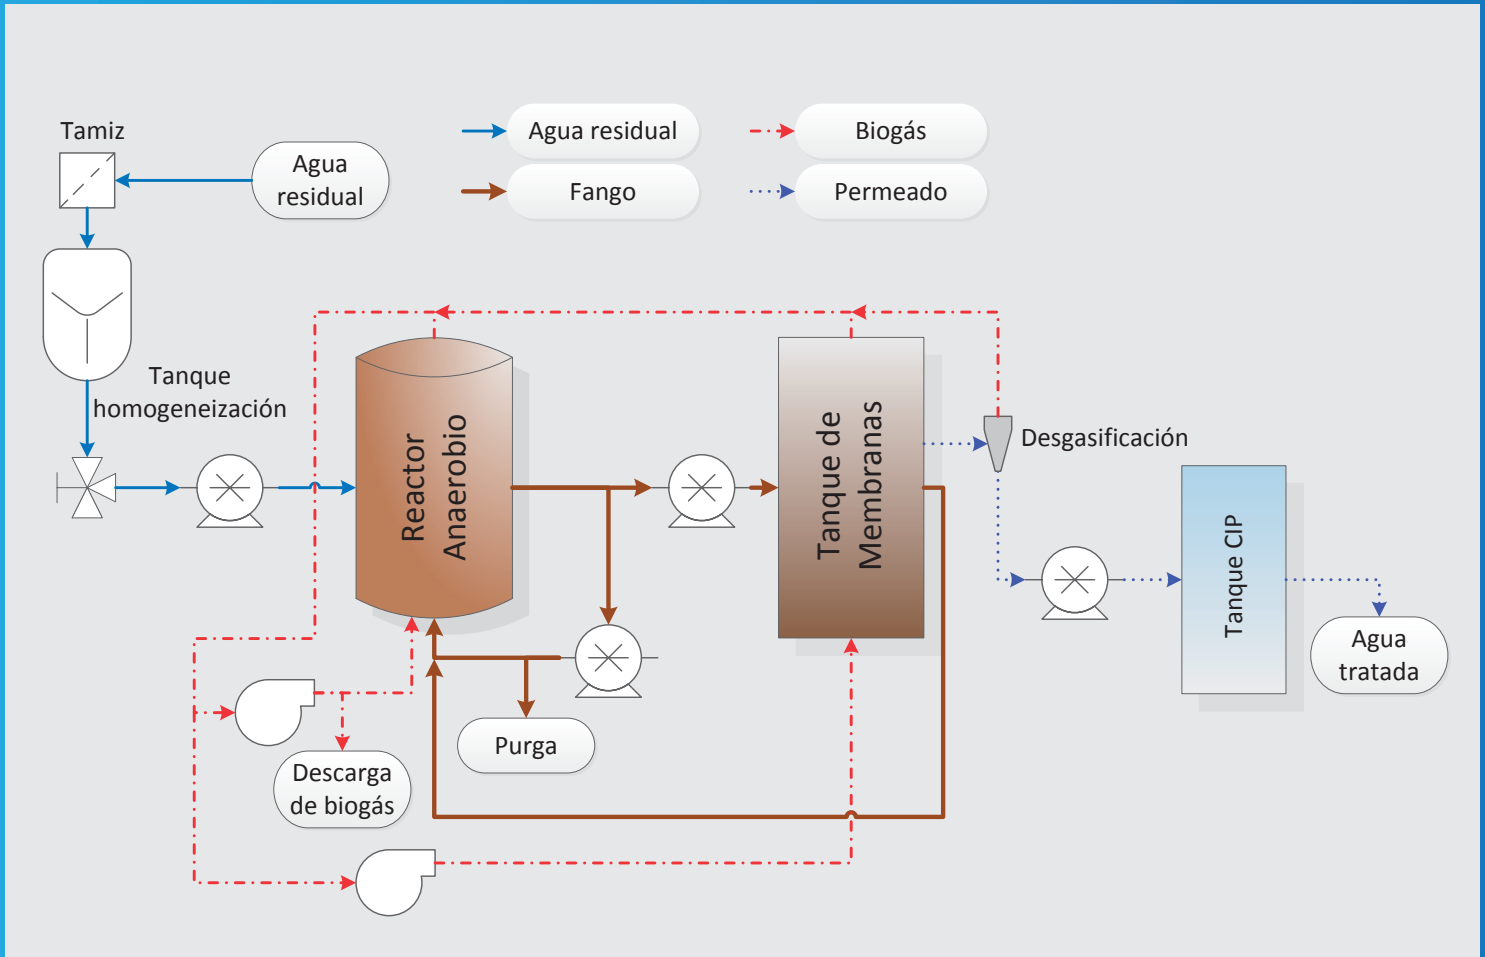 Tamiz
Agua
residual
Agua residual
Fango
Biogás
Permeado
Tanque
homogeneización
Reactor
Anaerobio
Tanque de
Membranas
Desgasificación
Tanque CIP
Agua
tratada
Purga
Descarga
de biogás